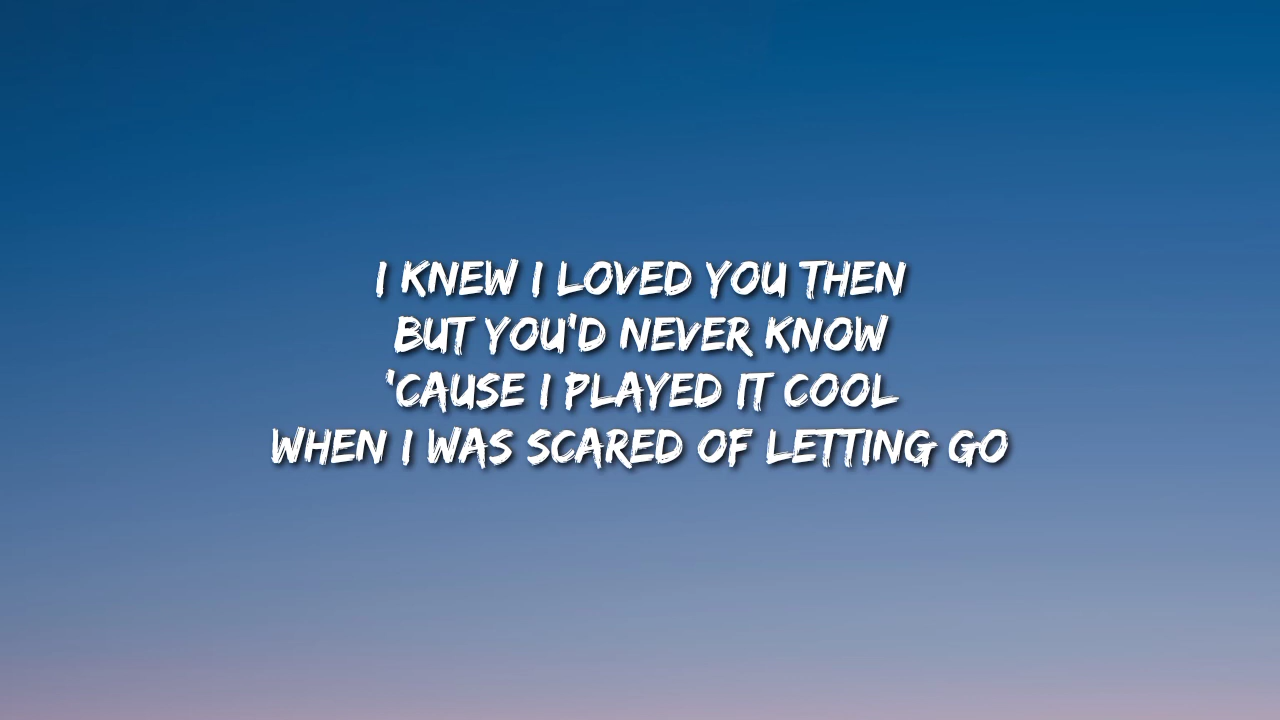 I KNEW I LOVED YOU THEN
BUT YOU'D NEVER KNOW
'CAUSE I PLAYED IT COOL
WHEN I WAS SCARED OF LETTING GO